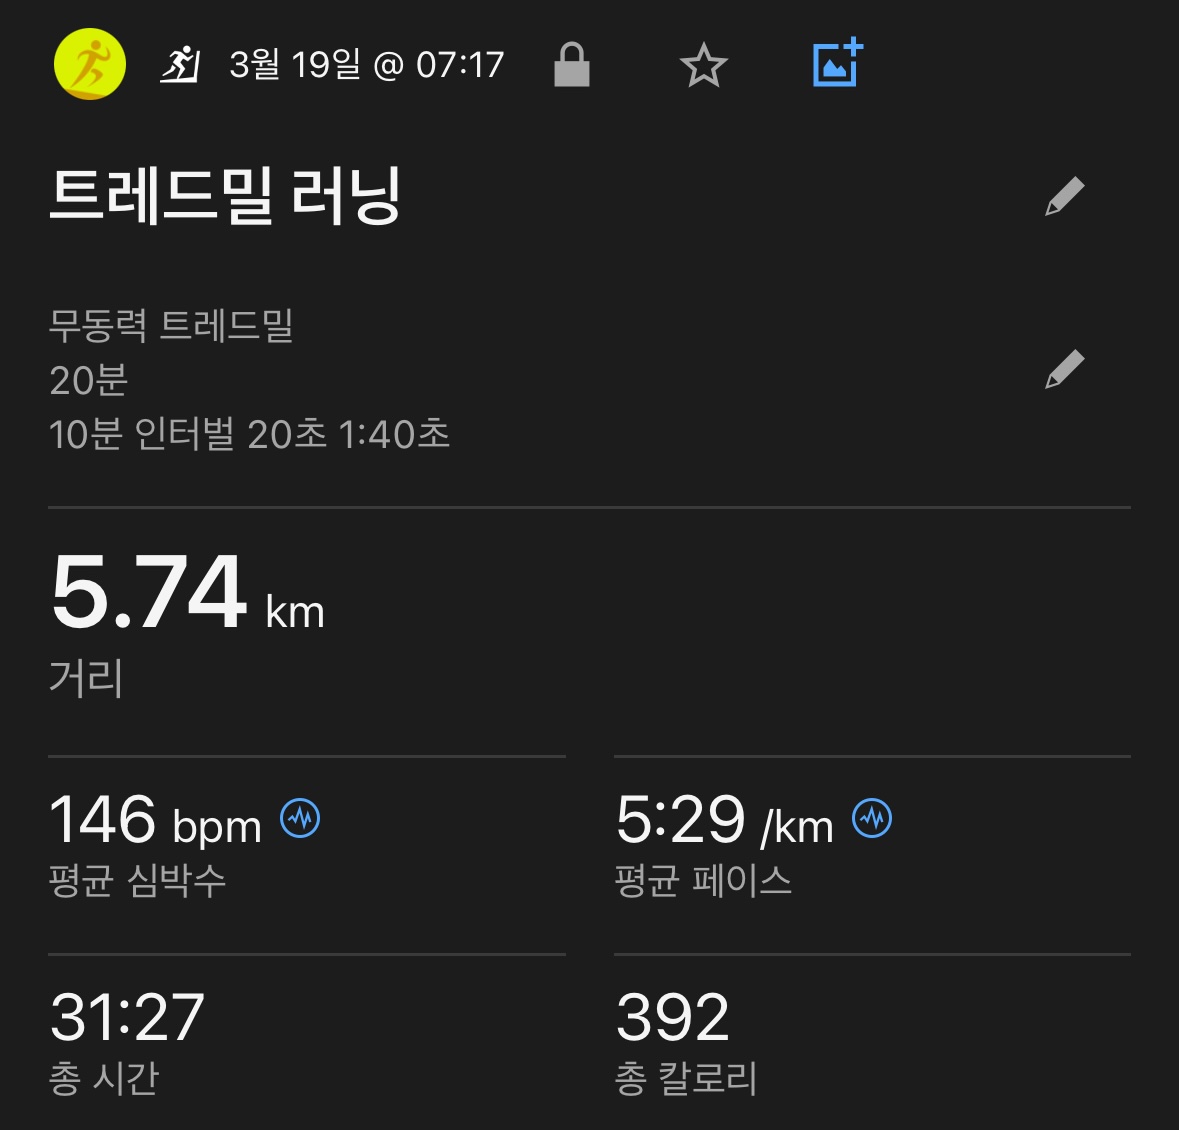 3월 19일 @ 07:17
트레드밀 러닝
무동력 트레드밀
20분
10분 인터벌 20초 1:40초
5.74 km
거리
146 bpm
평균 심박수
5:29 /km
평균 페이스
31:27
총 시간
392
총 칼로리